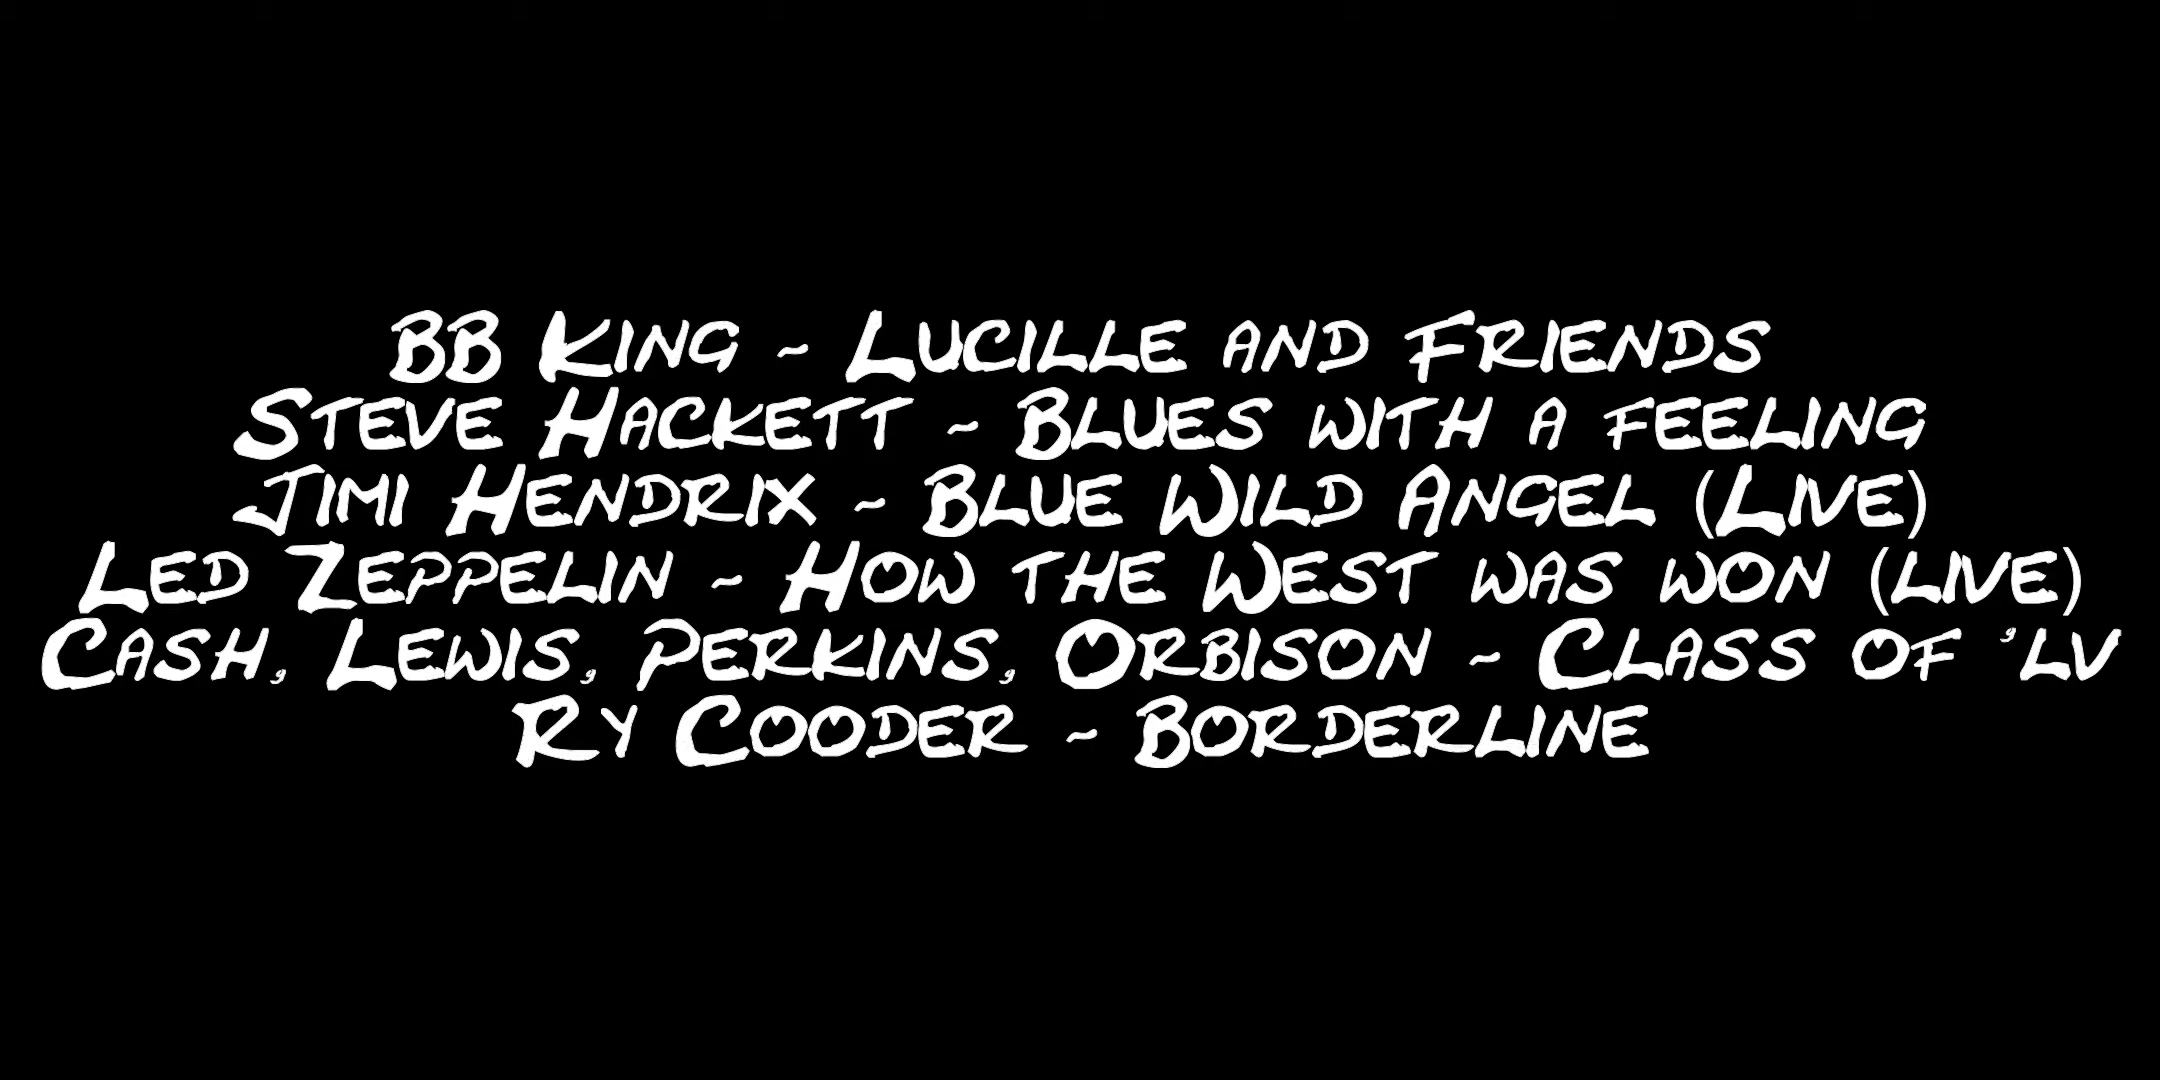 BB King ~ Lucille and Friends
Steve Hackett ~ Blues with a feeling
Jimi Hendrix ~ Blue Wild Angel (Live)
Led Zeppelin ~ How the West was won (live)
Cash, Lewis, Perkins, Orbison ~ Class of 'lv
Ry Cooder ~ Borderline